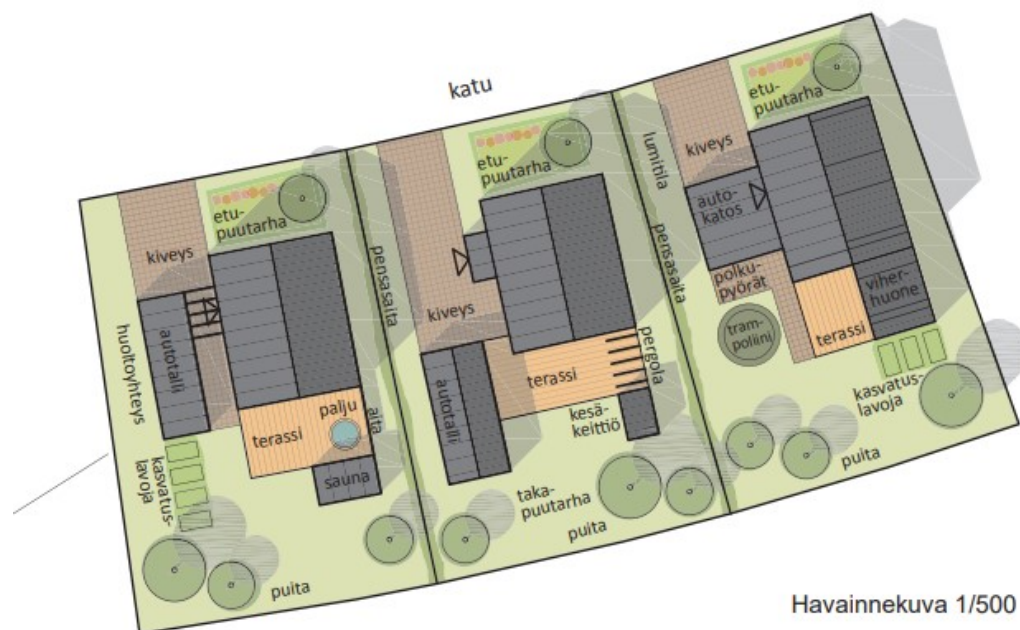 katu
etu-
puutarha
kiveys
huoltoyhteys
autotalli
palju
terassi
aita
sauna
kasvatus-
lavoja
puita
pensasaita
etu-
puutarha
kiveys
autotalli
terassi
pergola
kesä-
keittiö
taka-
puutarha
puita
lumitila
pensasaita
etu-
puutarha
kiveys
auto-
katos
polku-
pyörät
tram-
poliini
terassi
viher-
huone
kasvatus-
lavoja
puita
Havainnekuva 1/500